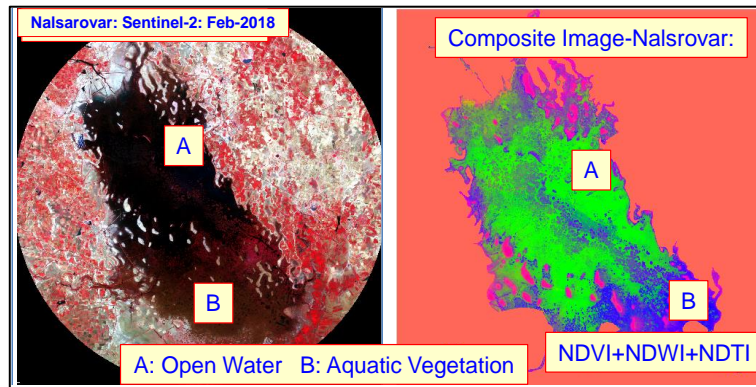 Nalsarovar: Sentinel-2: Feb-2018
Composite Image-Nalsrovar:
A
A
B
B
NDVI+NDWI+NDTI
A: Open Water B: Aquatic Vegetation